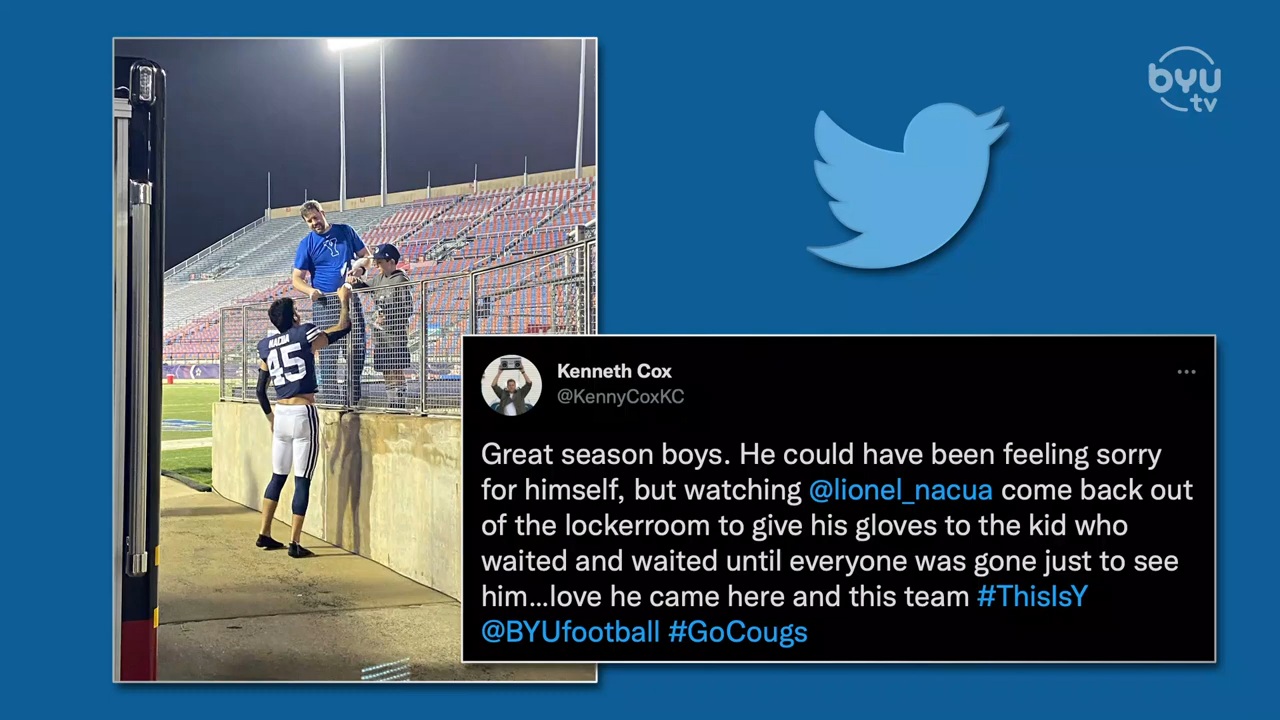 byu
tv
Y
NACUA
45
Kenneth Cox
@KennyCoxKC
Great season boys. He could have been feeling sorry
for himself, but watching @lionel_nacua come back out
of the lockerroom to give his gloves to the kid who
waited and waited until everyone was gone just to see
him...love he came here and this team #ThisIsY
@BYUfootball #GoCougs